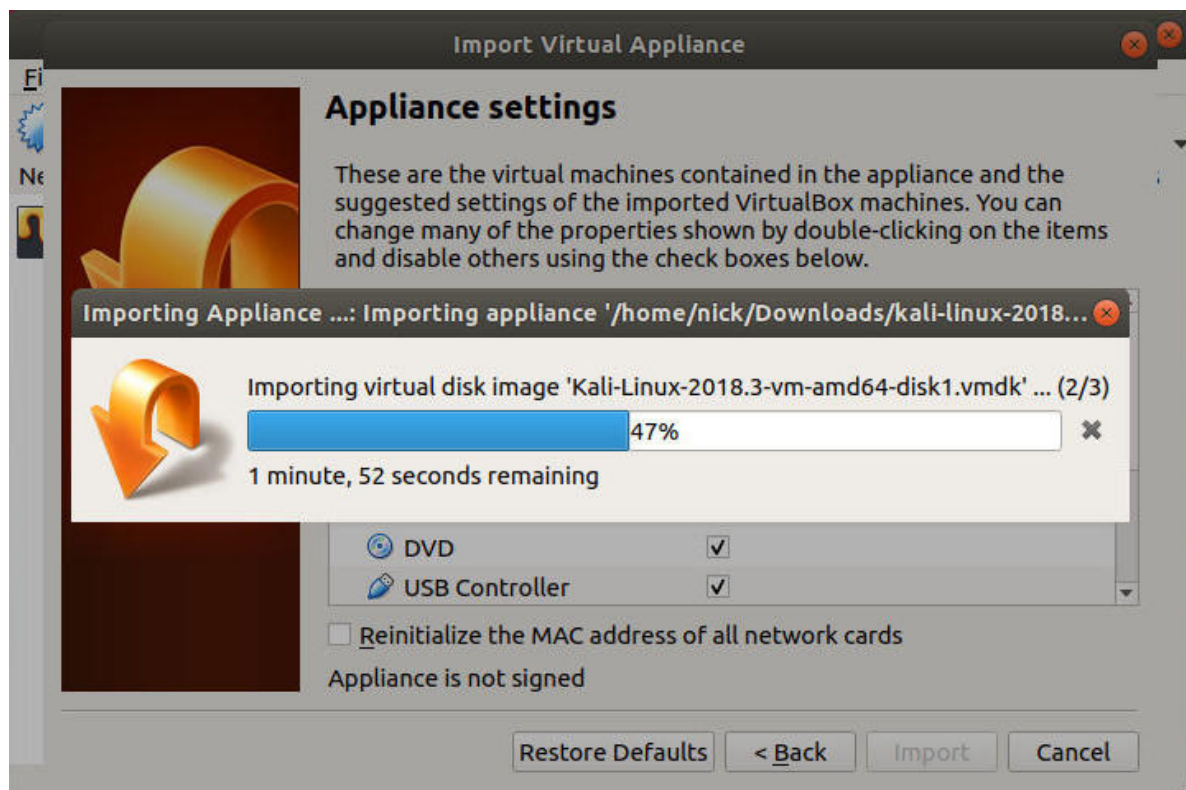 Import Virtual Appliance
Fi
Ne
Appliance settings
These are the virtual machines contained in the appliance and the
suggested settings of the imported VirtualBox machines. You can
change many of the properties shown by double-clicking on the items
and disable others using the check boxes below.
Importing Appliance ...: Importing appliance '/home/nick/Downloads/kali-linux-2018...
Importing virtual disk image 'Kali-Linux-2018.3-vm-amd64-disk1.vmdk' ... (2/3)
47%
1 minute, 52 seconds remaining
DVD
USB Controller
Reinitialize the MAC address of all network cards
Appliance is not signed
Restore Defaults
< Back
Import
Cancel